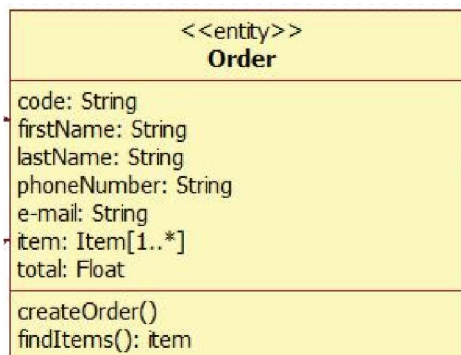 <<entity>>
Order
code: String
firstName: String
lastName: String
phoneNumber: String
e-mail: String
item: Item[1..*]
total: Float
createOrder()
findItems(): item